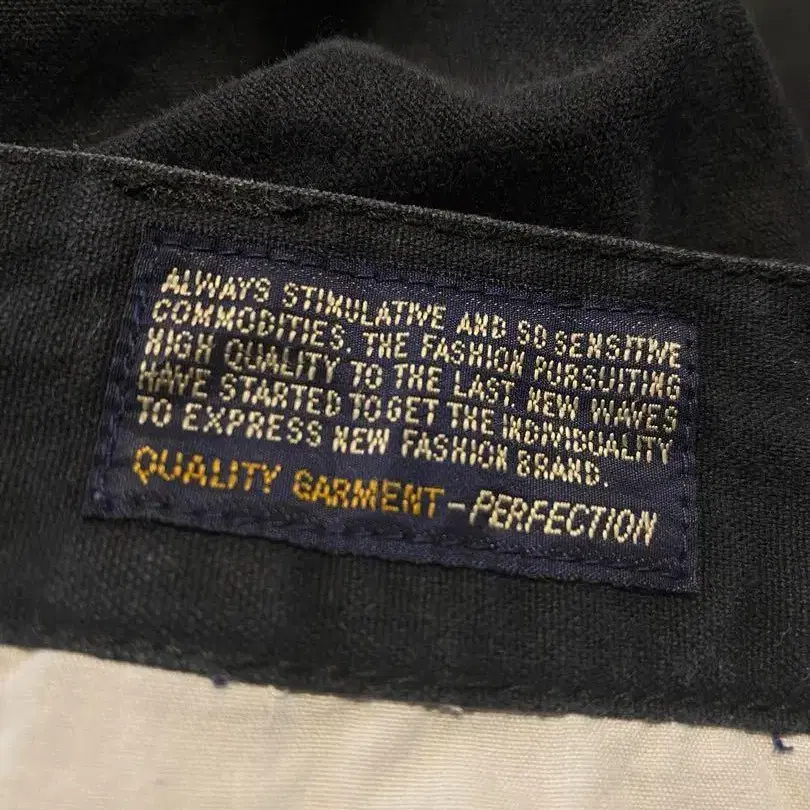 ALWAYS STIMULATIVE AND SO SENSITIVE
COMMODITIES. THE FASHION PURSUITING
HIGH QUALITY TO THE LAST NEW WAVES
HAVE STARTED TO GET THE INDIVIDUALITY
TO EXPRESS NEW FASHION BRAND.
QUALITY GARMENT-PERFECTION